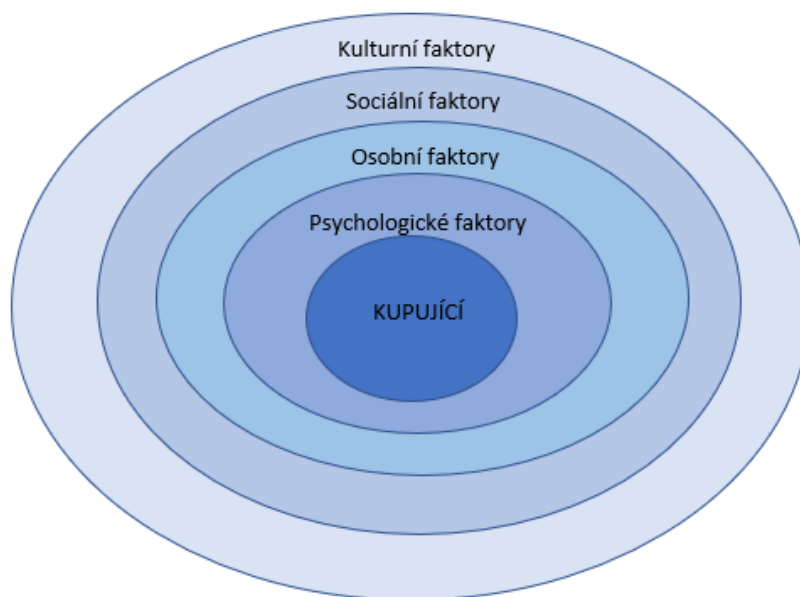 Kulturní faktory
Sociální faktory
Osobní faktory
Psychologické faktory
KUPUJÍCÍ